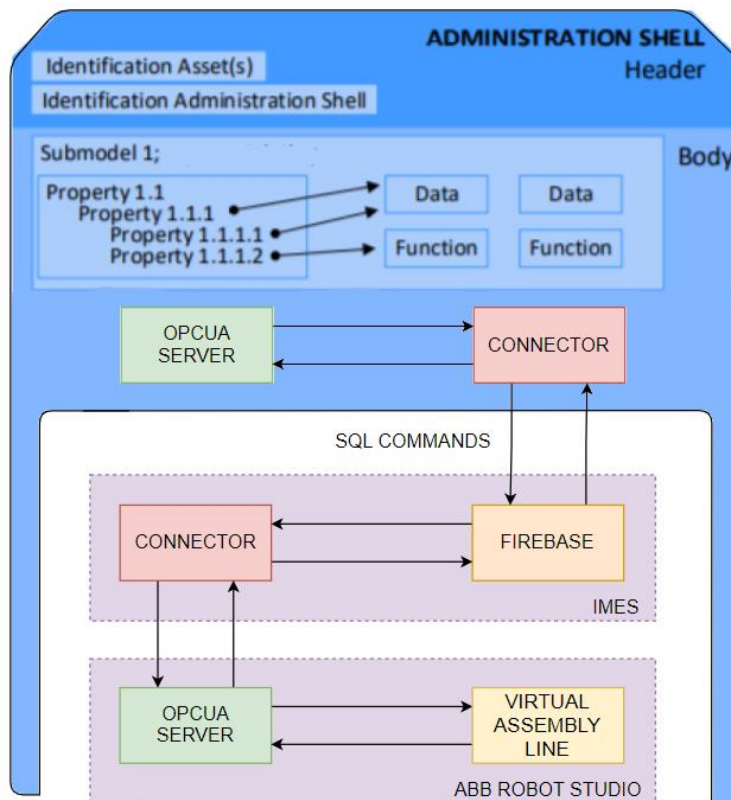 ADMINISTRATION SHELL
Header
Identification Asset(s)
Identification Administration Shell
Body
Submodel 1;
Property 1.1
Property 1.1.1
Property 1.1.1.1
Property 1.1.1.2
Data
Data
Function
Function
OPCUA
SERVER
CONNECTOR
SQL COMMANDS
CONNECTOR
FIREBASE
IMES
OPCUA
SERVER
VIRTUAL
ASSEMBLY
LINE
ABB ROBOT STUDIO